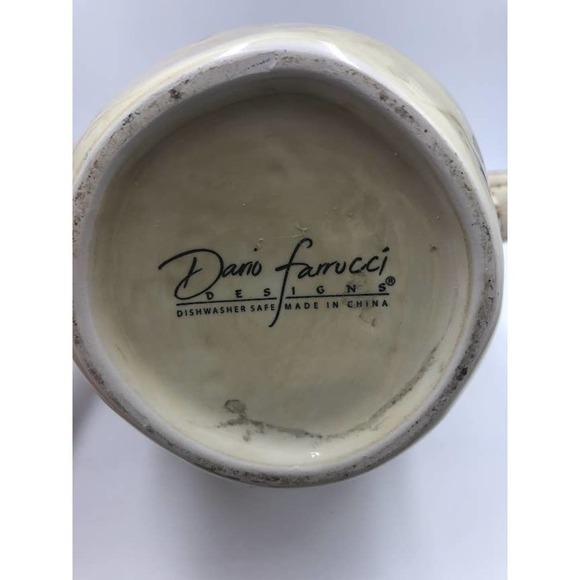 Dario farrucci
DESIGNS®
DISHWASHER SAFE MADE IN CHINA